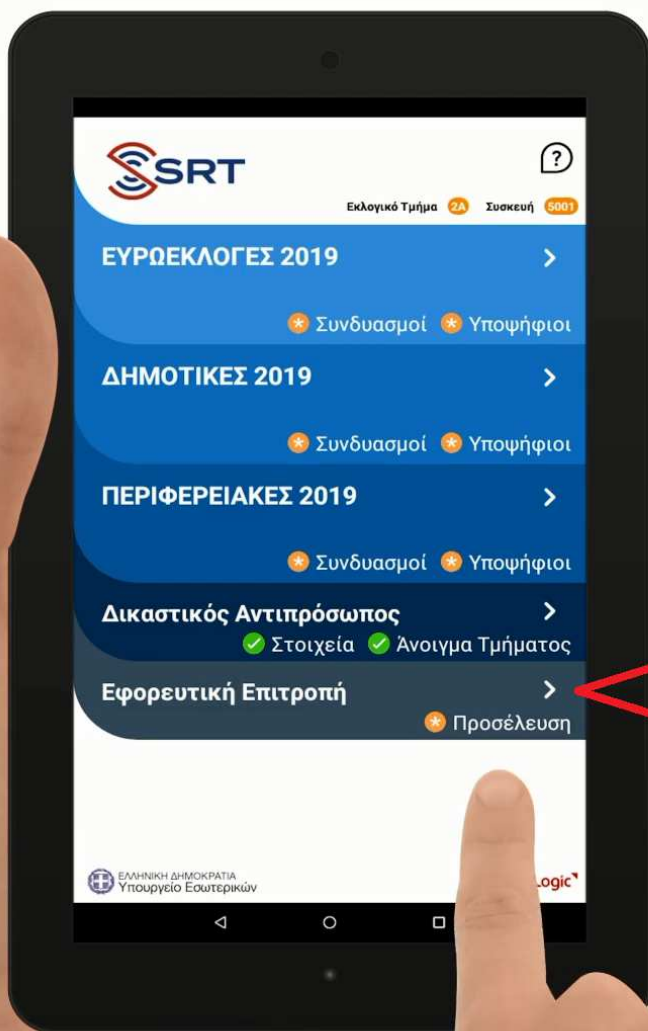 SSRT
?
Εκλογικό Τμήμα 2Α Συσκευή 5001
ΕΥΡΩΕΚΛΟΓΕΣ 2019
Συνδυασμοί Υποψήφιοι
ΔΗΜΟΤΙΚΕΣ 2019
Συνδυασμοί Υποψήφιοι
ΠΕΡΙΦΕΡΕΙΑΚΕΣ 2019
Συνδυασμοί Υποψήφιοι
Δικαστικός Αντιπρόσωπος
Στοιχεία Άνοιγμα Τμήματος
Εφορευτική Επιτροπή
Προσέλευση
ΕΛΛΗΝΙΚΗ ΔΗΜΟΚΡΑΤΙΑ
Υπουργείο Εσωτερικών
Logic